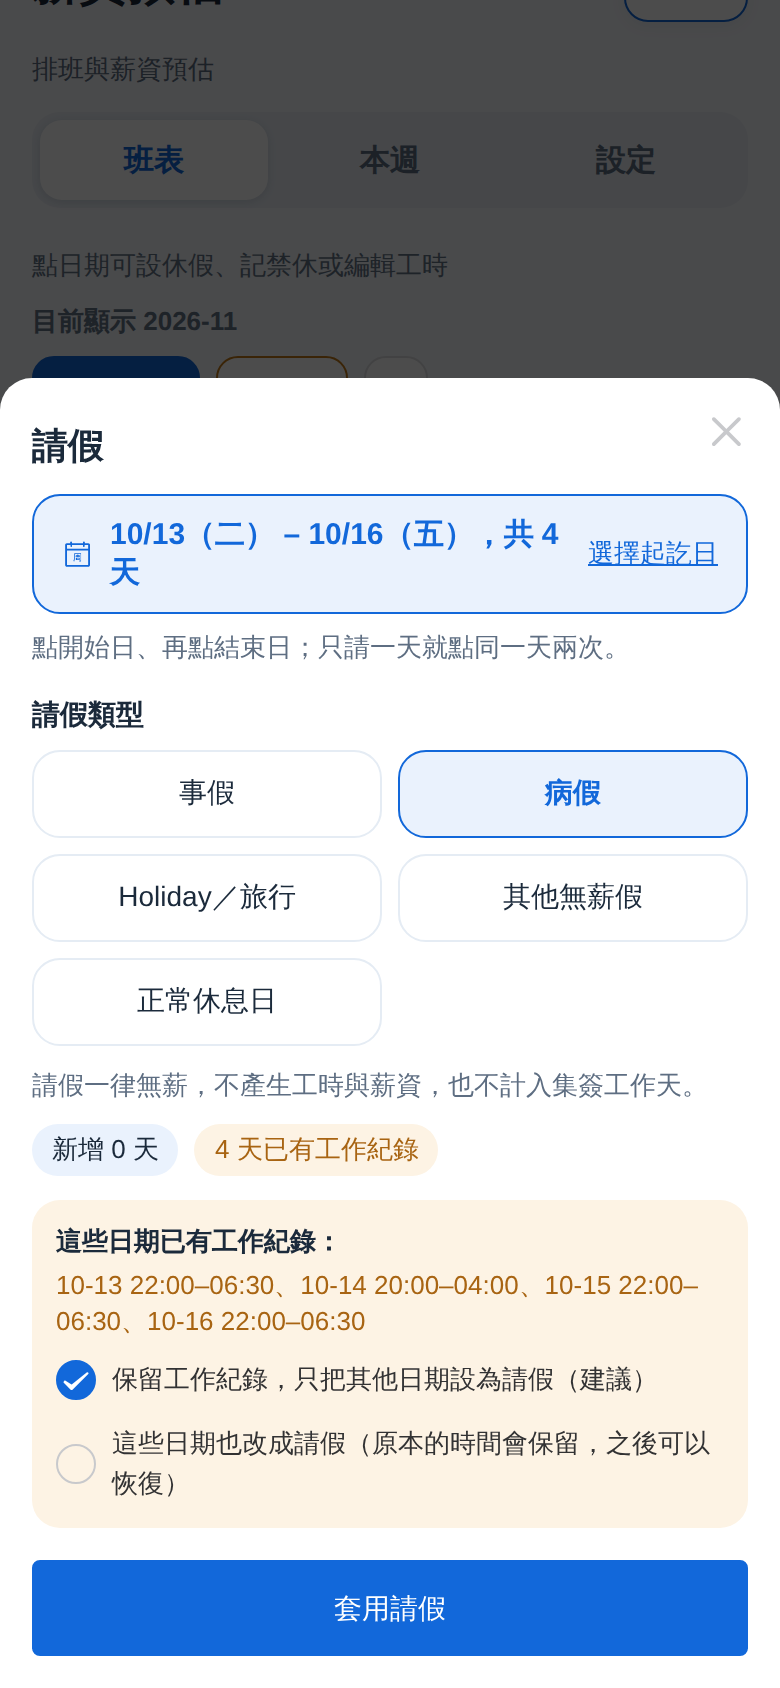 排班與薪資預估
班表
本週
設定
點日期可設休假、記禁休或編輯工時
目前顯示 2026-11
請假
周
10/13（二） – 10/16（五），共 4
天
選擇起訖日
點開始日、再點結束日；只請一天就點同一天兩次。
請假類型
事假
病假
Holiday／旅行
其他無薪假
正常休息日
請假一律無薪，不產生工時與薪資，也不計入集簽工作天。
新增 0 天
4 天已有工作紀錄
這些日期已有工作紀錄：
10-13 22:00–06:30、10-14 20:00–04:00、10-15 22:00–
06:30、10-16 22:00–06:30
保留工作紀錄，只把其他日期設為請假（建議）
這些日期也改成請假（原本的時間會保留，之後可以
恢復）
套用請假